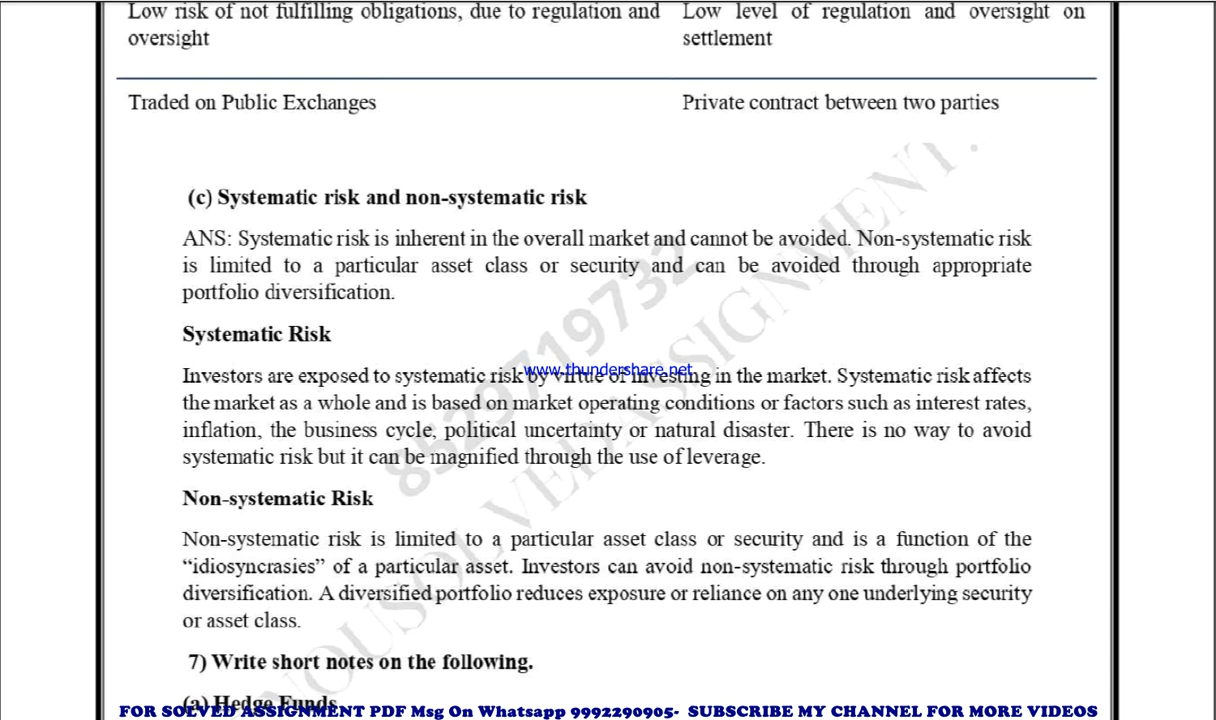 Low risk of not fulfilling obligations, due to regulation and
oversight
Low level of regulation and oversight on
settlement
Traded on Public Exchanges
Private contract between two parties
(c) Systematic risk and non-systematic risk
ANS: Systematic risk is inherent in the overall market and cannot be avoided. Non-systematic risk
is limited to a particular asset class or security and can be avoided through appropriate
portfolio diversification.
Systematic Risk
Investors are exposed to systematic risk by virtue of investing in the market. Systematic risk affects
the market as a whole and is based on market operating conditions or factors such as interest rates,
inflation, the business cycle, political uncertainty or natural disaster. There is no way to avoid
systematic risk but it can be magnified through the use of leverage.
www.thundershare.net
Non-systematic Risk
Non-systematic risk is limited to a particular asset class or security and is a function of the
“idiosyncrasies” of a particular asset. Investors can avoid non-systematic risk through portfolio
diversification. A diversified portfolio reduces exposure or reliance on any one underlying security
or asset class.
7) Write short notes on the following.
(a) Hedge Funds
8529719732
NOUSOLVEDASSIGNMENT.
FOR SOLVED ASSIGNMENT PDF Msg On Whatsapp 9992290905- SUBSCRIBE MY CHANNEL FOR MORE VIDEOS